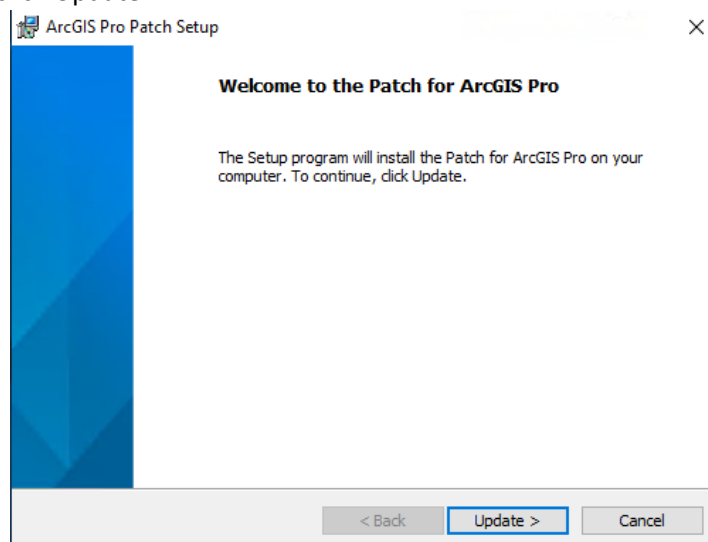 ArcGIS Pro Patch Setup
Welcome to the Patch for ArcGIS Pro
The Setup program will install the Patch for ArcGIS Pro on your
computer. To continue, click Update.
< Back Update > Cancel